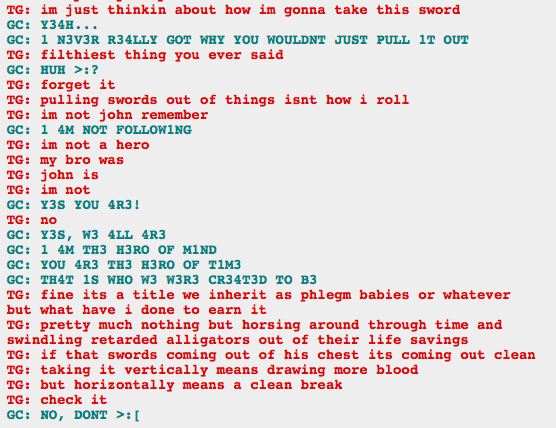 TG: im just thinkin about how im gonna take this sword
GC: Y34H...
GC: 1 N3V3R R34LLY GOT WHY YOU WOULDNT JUST PULL 1T OUT
TG: filthiest thing you ever said
GC: HUH >:?
TG: forget it
TG: pulling swords out of things isnt how i roll
TG: im not john remember
GC: 1 4M NOT FOLLOW1NG
TG: im not a hero
TG: my bro was
TG: john is
TG: im not
GC: Y3S YOU 4R3!
TG: no
GC: Y3S, W3 4LL 4R3
GC: 1 4M TH3 H3RO OF M1ND
GC: YOU 4R3 TH3 H3RO OF T1M3
GC: TH4T 1S WHO W3 W3R3 CR34T3D TO B3
TG: fine its a title we inherit as phlegm babies or whatever
but what have i done to earn it
TG: pretty much nothing but horsing around through time and
swindling retarded alligators out of their life savings
TG: if that swords coming out of his chest its coming out clean
TG: taking it vertically means drawing more blood
TG: but horizontally means a clean break
TG: check it
GC: NO, DONT >:[